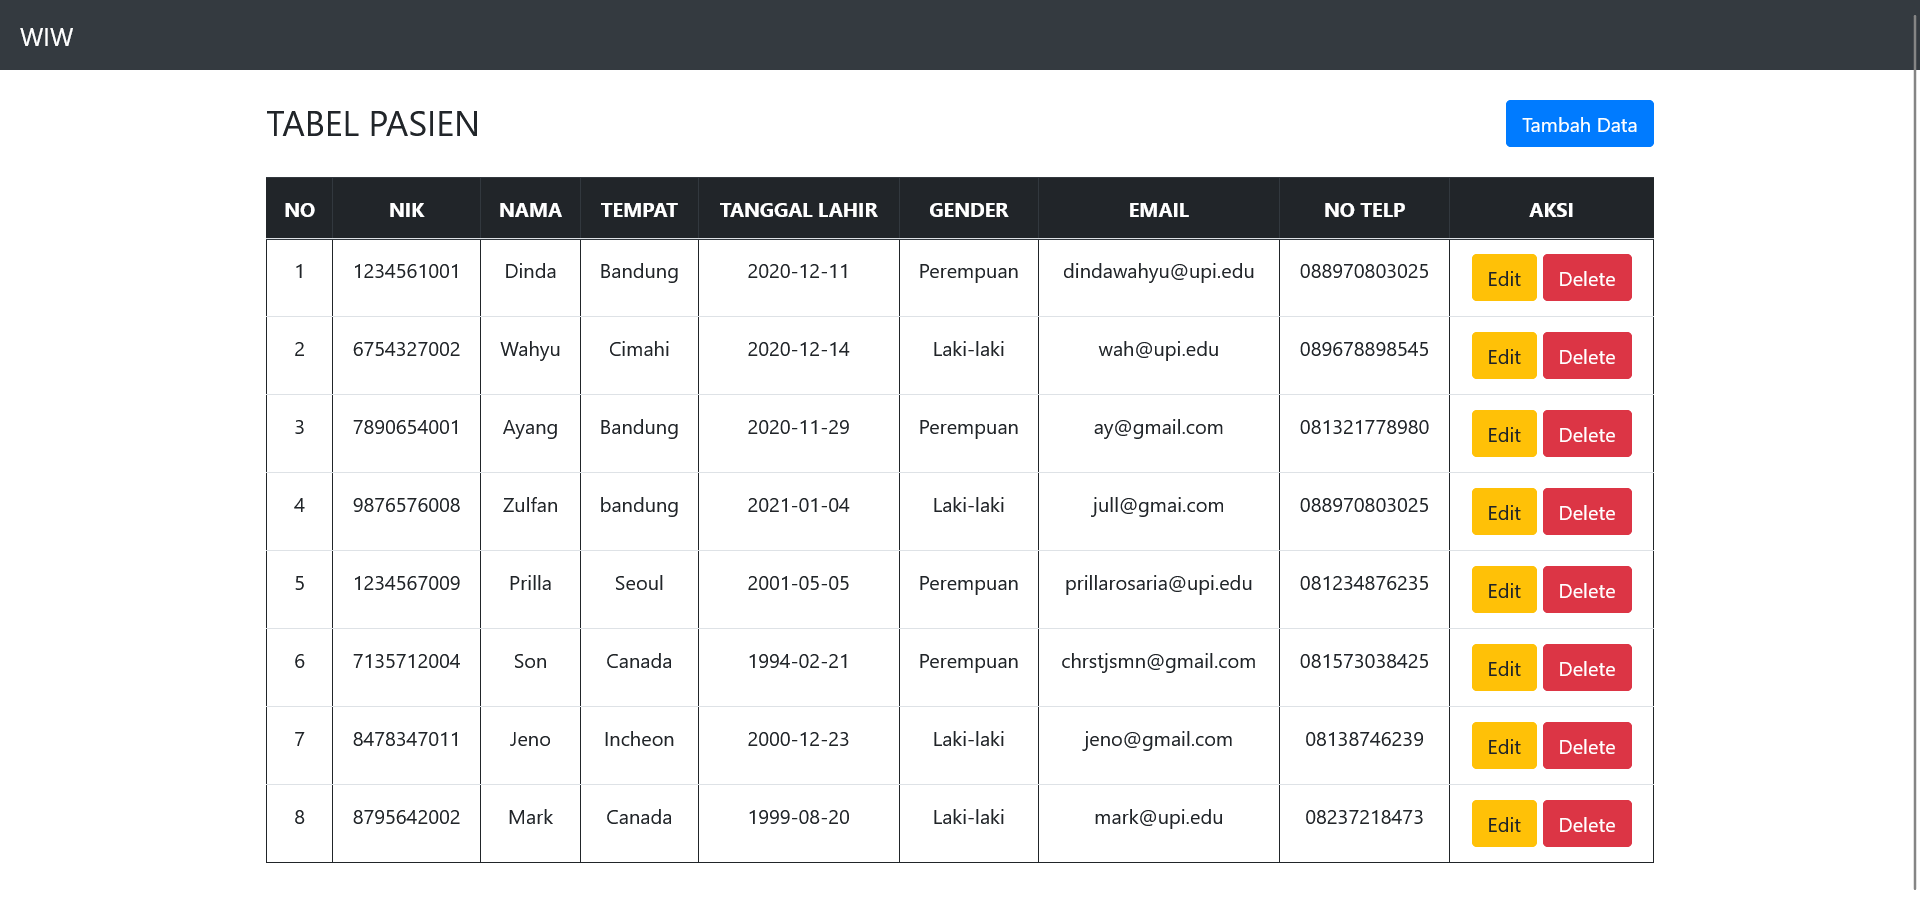 WIW
TABEL PASIEN
Tambah Data
NO NIK NAMA TEMPAT TANGGAL LAHIR GENDER EMAIL NO TELP AKSI
1 1234561001 Dinda Bandung 2020-12-11 Perempuan dindawahyu@upi.edu 088970803025 Edit Delete
2 6754327002 Wahyu Cimahi 2020-12-14 Laki-laki wah@upi.edu 089678898545 Edit Delete
3 7890654001 Ayang Bandung 2020-11-29 Perempuan ay@gmail.com 081321778980 Edit Delete
4 9876576008 Zulfan bandung 2021-01-04 Laki-laki jull@gmai.com 088970803025 Edit Delete
5 1234567009 Prilla Seoul 2001-05-05 Perempuan prillarosaria@upi.edu 081234876235 Edit Delete
6 7135712004 Son Canada 1994-02-21 Perempuan chrstjsmn@gmail.com 081573038425 Edit Delete
7 8478347011 Jeno Incheon 2000-12-23 Laki-laki jeno@gmail.com 08138746239 Edit Delete
8 8795642002 Mark Canada 1999-08-20 Laki-laki mark@upi.edu 08237218473 Edit Delete